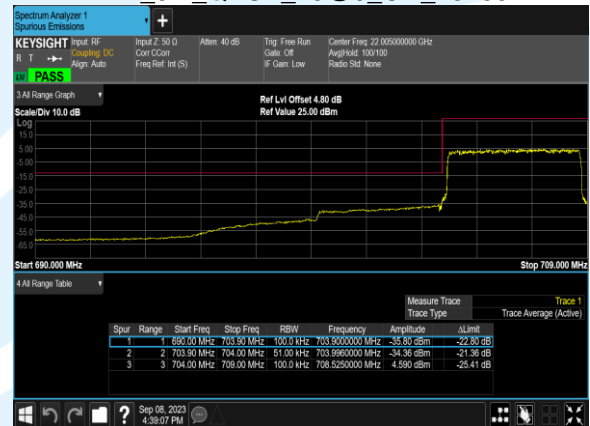 Spectrum Analyzer 1
Spurious Emissions
+
KEYSIGHT Input: RF
R T Coupling: DC
Align: Auto
LV PASS
Input Z: 50 Ω
Corr CCorr
Freq Ref: Int (S)
Atten: 40 dB
Trig: Free Run
Gate: Off
IF Gain: Low
Center Freq: 22.005000000 GHz
Avg|Hold: 100/100
Radio Std: None
3 All Range Graph
Scale/Div 10.0 dB
Ref Lvl Offset 4.80 dB
Ref Value 25.00 dBm
Log
15.0
5.00
-5.00
-15.0
-25.0
-35.0
-45.0
-55.0
-65.0
Start 690.000 MHz
Stop 709.000 MHz
4 All Range Table
Measure Trace Trace 1
Trace Type Trace Average (Active)
Spur Range Start Freq Stop Freq RBW Frequency Amplitude ΔLimit
1 1 690.00 MHz 703.90 MHz 100.0 kHz 703.9000000 MHz -35.80 dBm -22.80 dB
2 2 703.90 MHz 704.00 MHz 51.00 kHz 703.9960000 MHz -34.36 dBm -21.36 dB
3 3 704.00 MHz 709.00 MHz 100.0 kHz 708.5250000 MHz 4.590 dBm -25.41 dB
?
Sep 08, 2023
4:39:07 PM